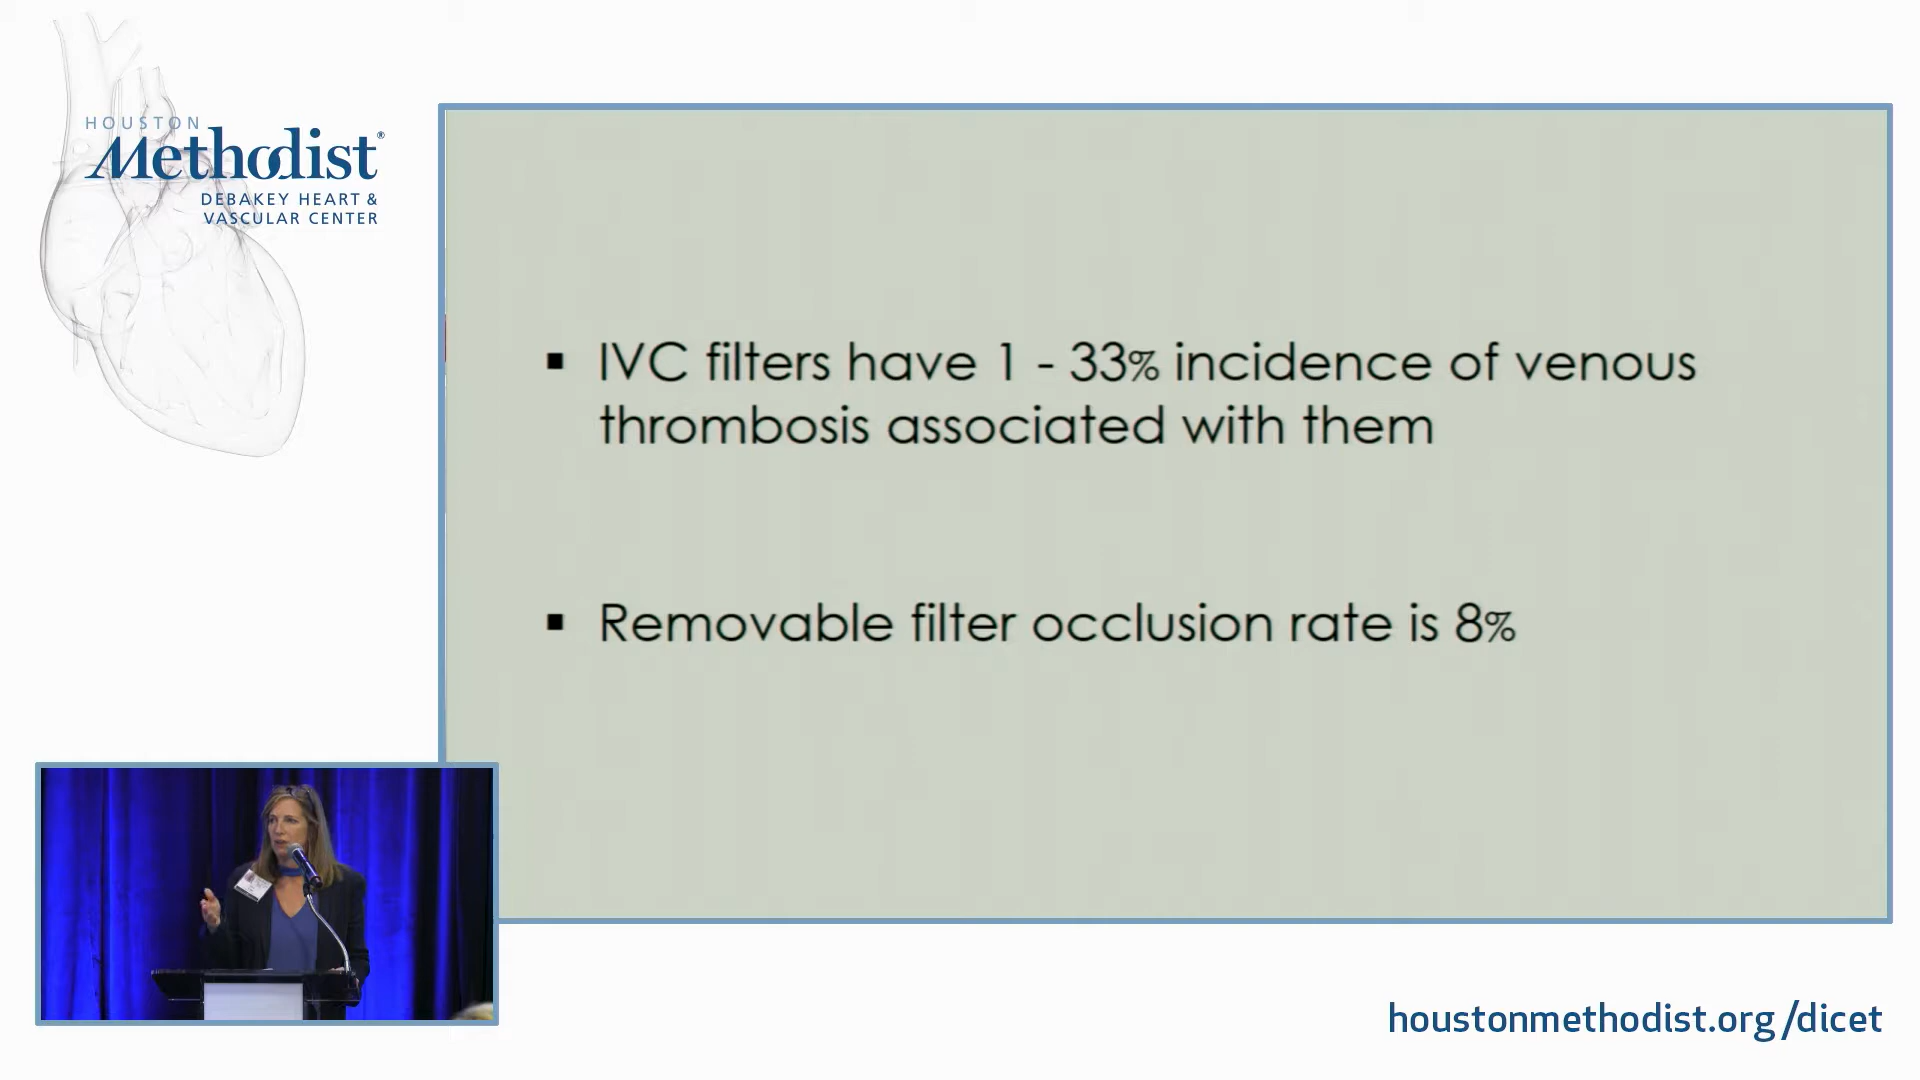 HOUSTON
Methodist®
DEBAKEY HEART &
VASCULAR CENTER
▪ IVC filters have 1 - 33% incidence of venous
thrombosis associated with them
▪ Removable filter occlusion rate is 8%
houstonmethodist.org/dicet